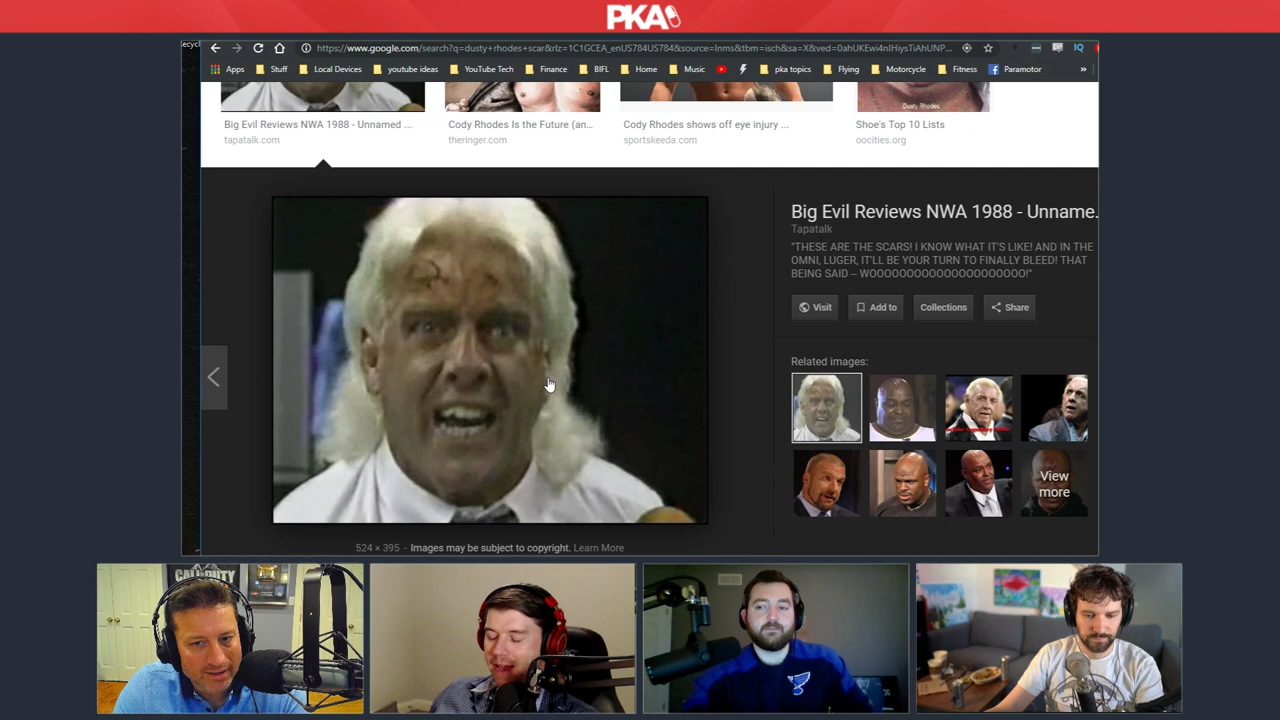 PKA
ecycl
https://www.google.com/search?q=dusty+rhodes+scar&rlz=1C1GCEA_enUS784US784&source=lnms&tbm=isch&sa=X&ved=0ahUKEwi4nIHiysTiAhUNP...
IQ
Apps Stuff Local Devices youtube ideas YouTube Tech Finance BIFL Home Music pka topics Flying Motorcycle Fitness Paramotor »
Dusty Rhodes
Big Evil Reviews NWA 1988 - Unnamed ...
tapatalk.com
Cody Rhodes Is the Future (an...
theringer.com
Cody Rhodes shows off eye injury ...
sportskeeda.com
Shoe's Top 10 Lists
oocities.org
Big Evil Reviews NWA 1988 - Unname.
Tapatalk
"THESE ARE THE SCARS! I KNOW WHAT IT'S LIKE! AND IN THE
OMNI, LUGER, IT'LL BE YOUR TURN TO FINALLY BLEED! THAT
BEING SAID -- WOOOOOOOOOOOOOOOOOOOOO!"
Visit Add to Collections Share
Related images:
View
more
524 × 395 - Images may be subject to copyright. Learn More
CALL OF DUTY